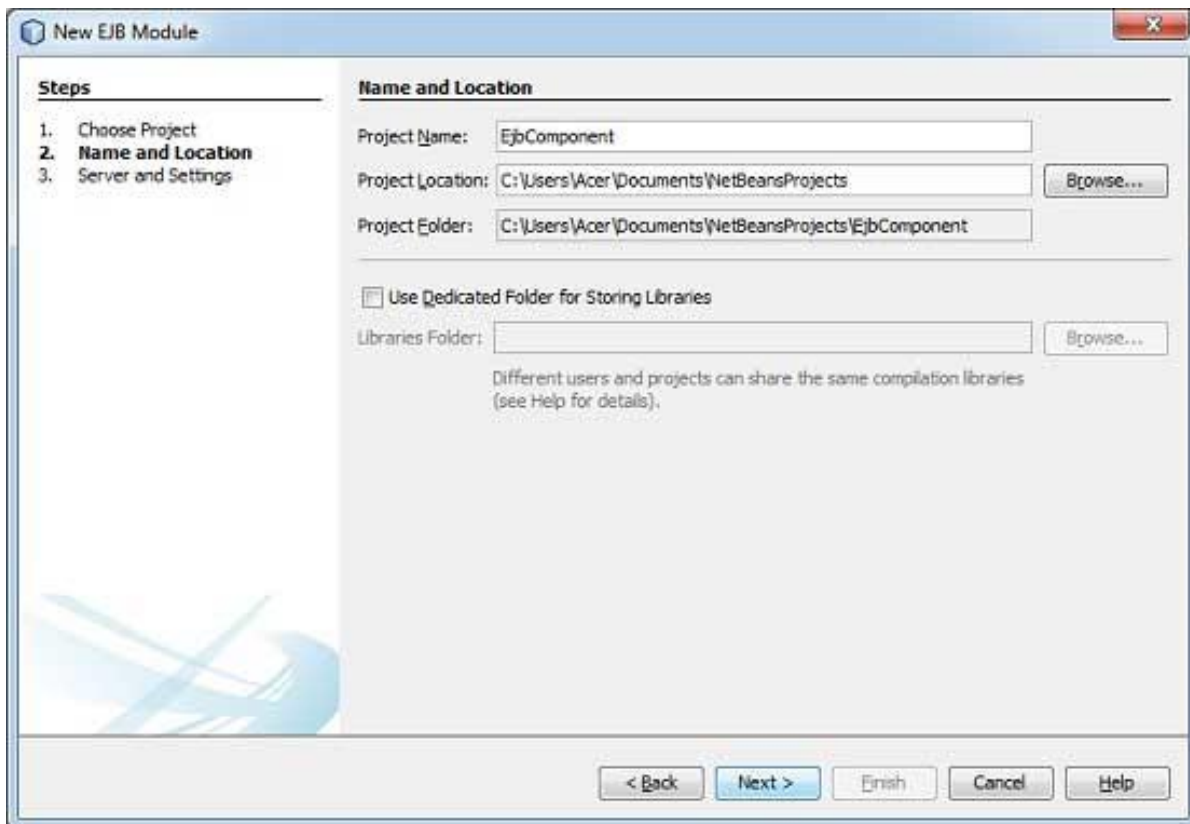 New EJB Module
Steps
1. Choose Project
2. Name and Location
3. Server and Settings
Name and Location
Project Name: EjbComponent
Project Location: C:\Users\Acer\Documents\NetBeansProjects Browse...
Project Folder: C:\Users\Acer\Documents\NetBeansProjects\EjbComponent
Use Dedicated Folder for Storing Libraries
Libraries Folder: Browse...
Different users and projects can share the same compilation libraries
(see Help for details).
< Back Next > Finish Cancel Help